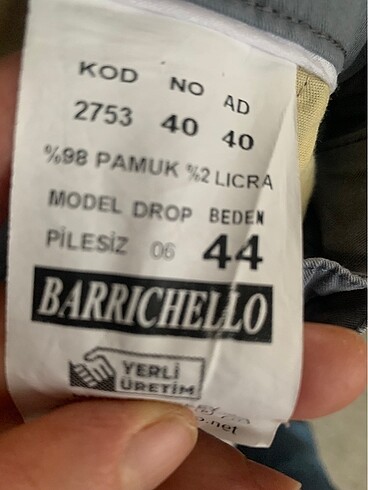 KOD NO AD
2753 40 40
%98 PAMUK %2 LICRA
MODEL DROP BEDEN
PİLESİZ 06 44
BARRICHELLO
YERLİ
ÜRETİM
.net